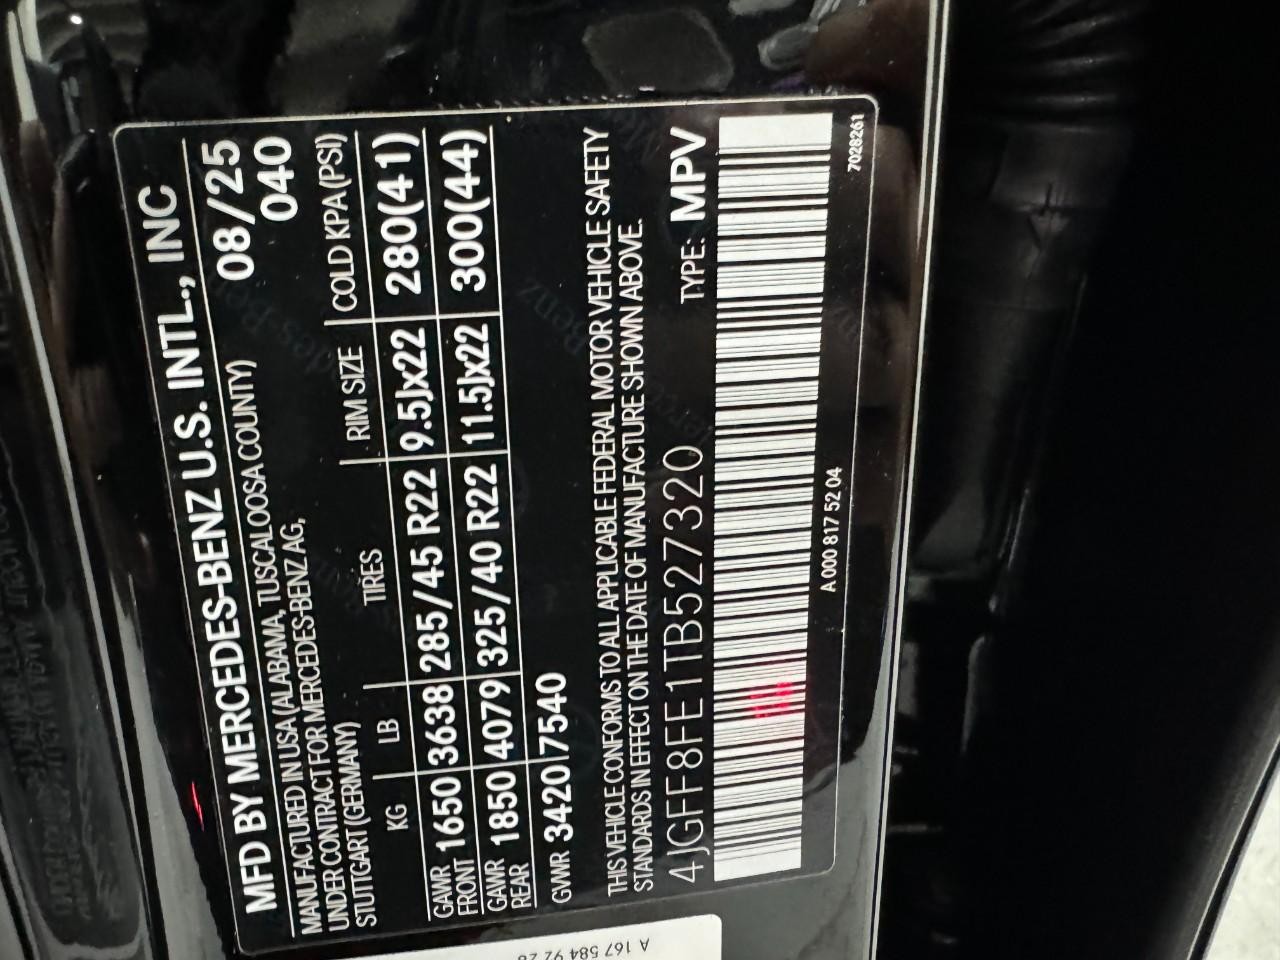 MFD BY MERCEDES-BENZ U.S. INTL., INC
MANUFACTURED IN USA (ALABAMA, TUSCALOOSA COUNTY) 08/25
UNDER CONTRACT FOR MERCEDES-BENZ AG, 040
STUTTGART (GERMANY)
KG LB TIRES RIM SIZE COLD KPA(PSI)
GAWR FRONT 1650 3638 285/45 R22 9.5Jx22 280(41)
GAWR REAR 1850 4079 325/40 R22 11.5Jx22 300(44)
GVWR 3420 7540
THIS VEHICLE CONFORMS TO ALL APPLICABLE FEDERAL MOTOR VEHICLE SAFETY
STANDARDS IN EFFECT ON THE DATE OF MANUFACTURE SHOWN ABOVE.
4JGFF8FE1TB527320 TYPE: MPV
A 000 817 52 04 7028261
A 167 584